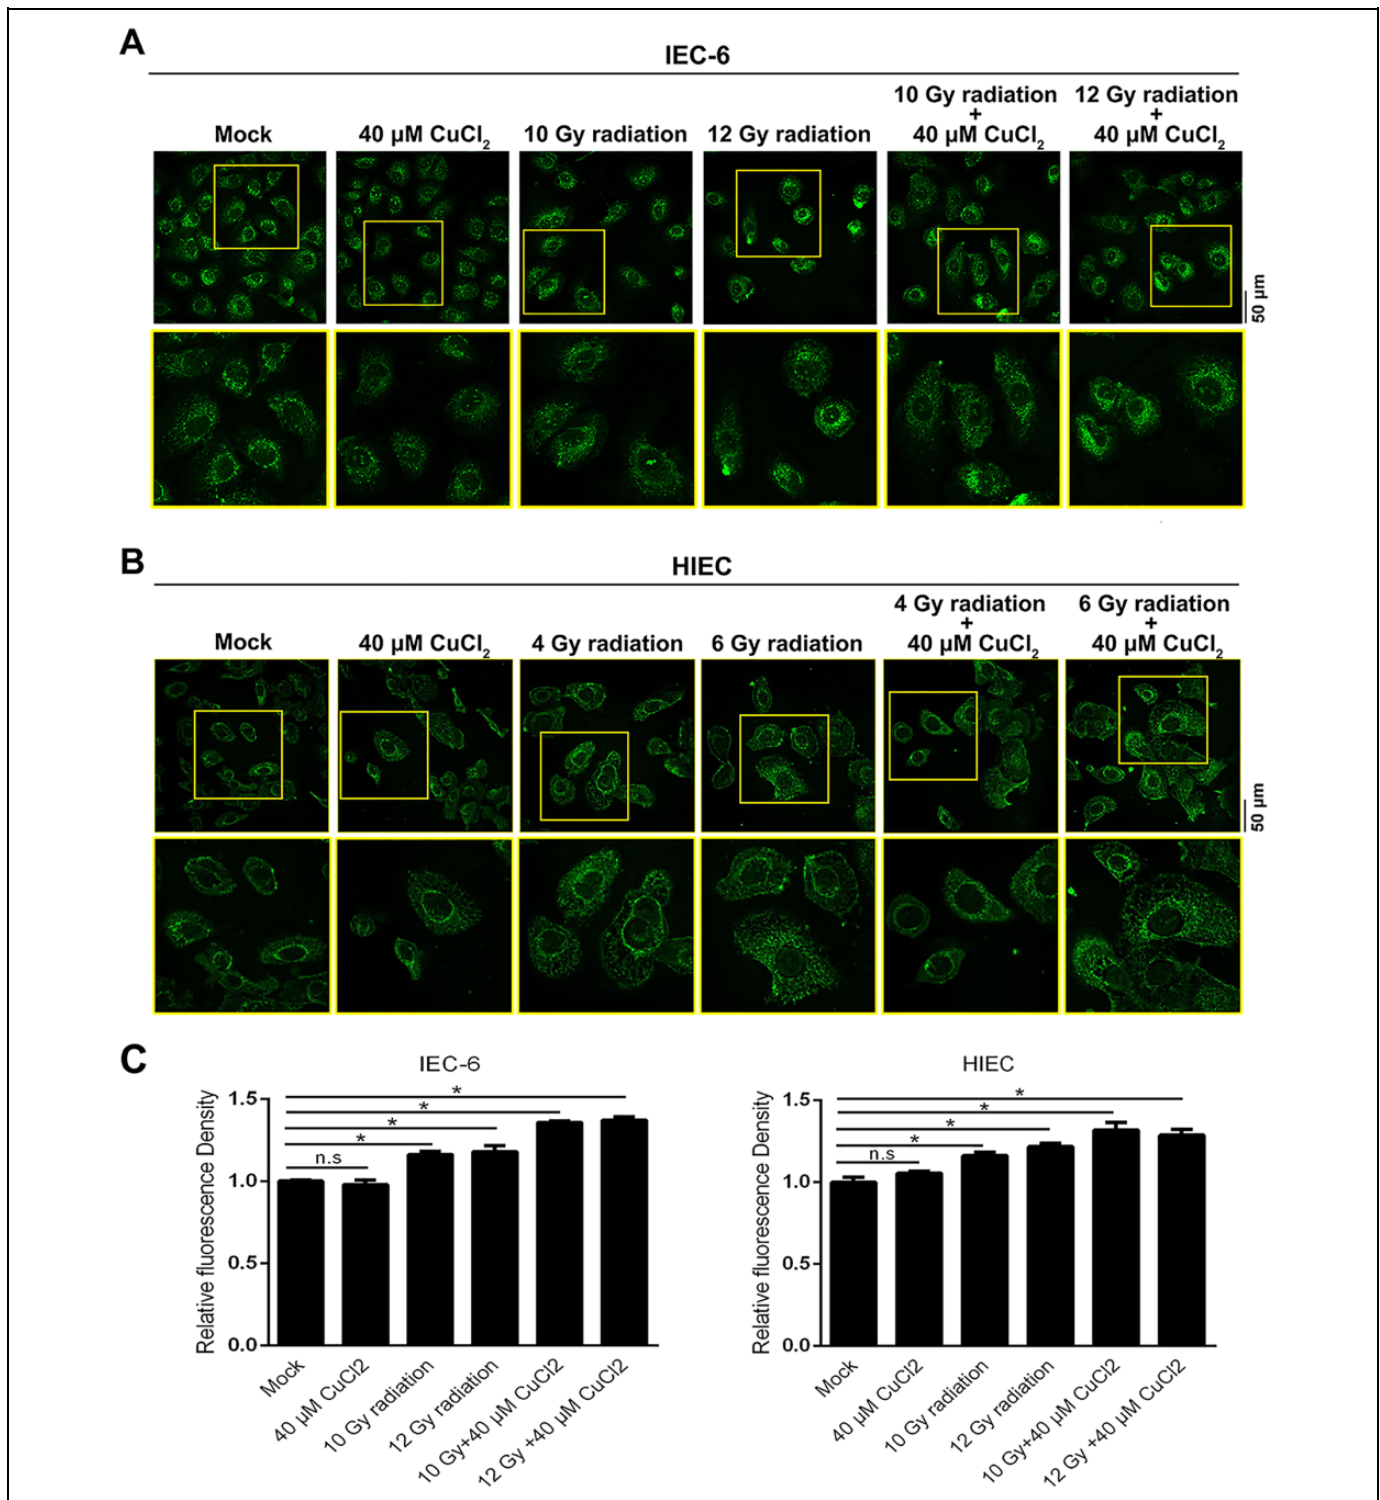 A
IEC-6
Mock
40 µM CuCl2
10 Gy radiation
12 Gy radiation
10 Gy radiation
+
40 µM CuCl2
12 Gy radiation
+
40 µM CuCl2
50 µm
B
HIEC
Mock
40 µM CuCl2
4 Gy radiation
6 Gy radiation
4 Gy radiation
+
40 µM CuCl2
6 Gy radiation
+
40 µM CuCl2
50 µm
C
IEC-6
Relative fluorescence Density
1.5
1.0
0.5
0.0
n.s
*
*
*
*
Mock
40 µM CuCl2
10 Gy radiation
12 Gy radiation
10 Gy+40 µM CuCl2
12 Gy +40 µM CuCl2
HIEC
Relative fluorescence Density
1.5
1.0
0.5
0.0
n.s
*
*
*
*
Mock
40 µM CuCl2
10 Gy radiation
12 Gy radiation
10 Gy+40 µM CuCl2
12 Gy +40 µM CuCl2